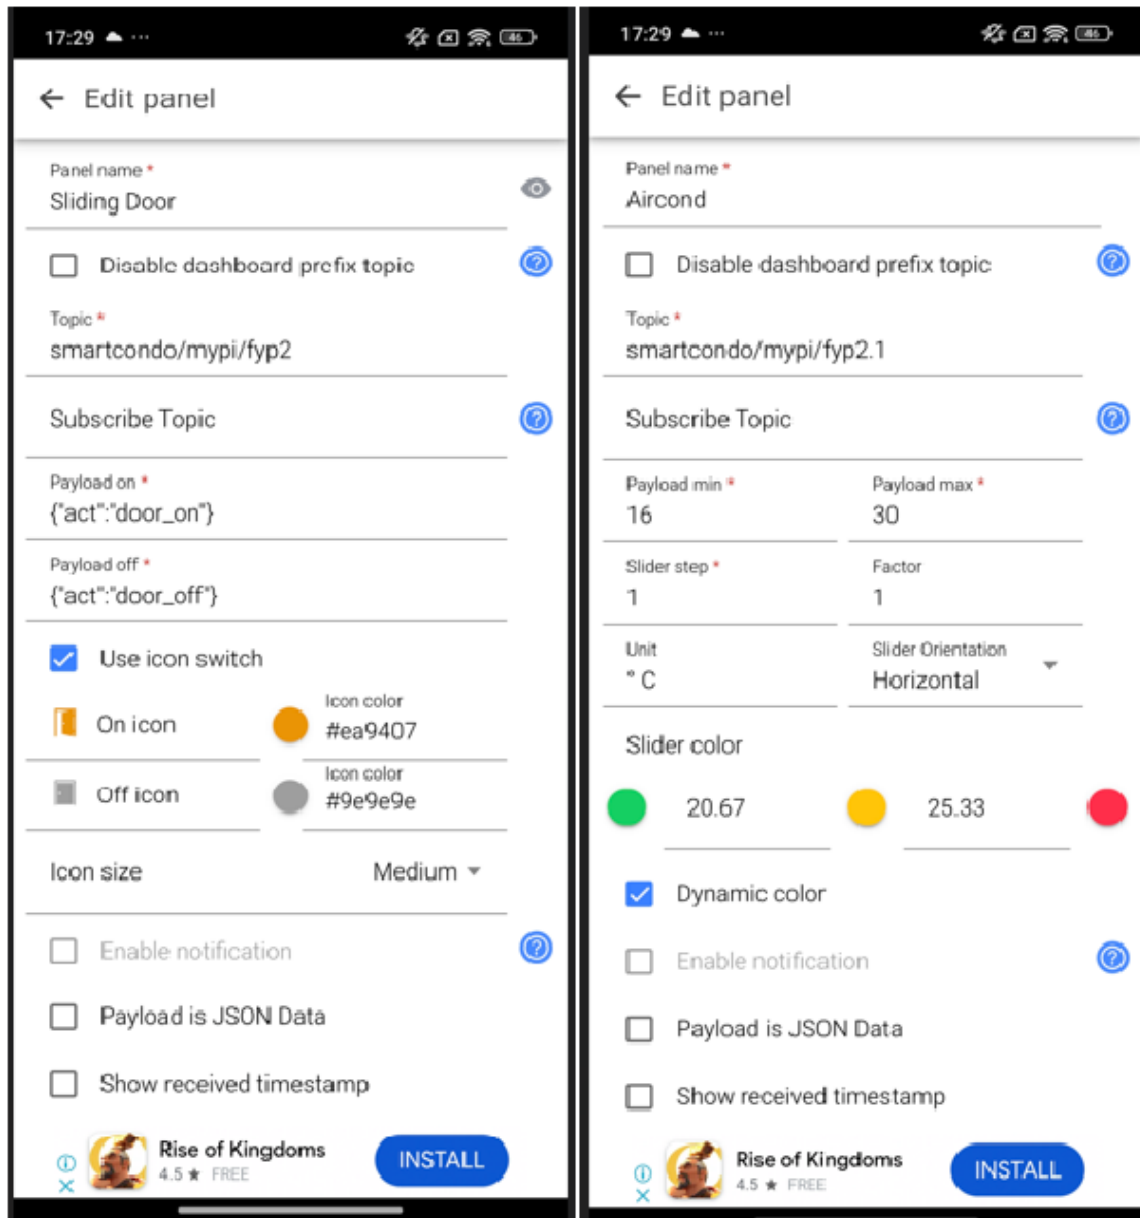 17:29 ...
46
← Edit panel
Panel name *
Sliding Door
Disable dashboard prefix topic
Topic *
smartcondo/mypi/fyp2
Subscribe Topic
Payload on *
{"act":"door_on"}
Payload off *
{"act":"door_off"}
Use icon switch
On icon
Icon color
#ea9407
Off icon
Icon color
#9e9e9e
Icon size
Medium
Enable notification
Payload is JSON Data
Show received timestamp
Rise of Kingdoms
4.5 ★ FREE
INSTALL
17:29 ...
46
← Edit panel
Panel name *
Aircond
Disable dashboard prefix topic
Topic *
smartcondo/mypi/fyp2.1
Subscribe Topic
Payload min * Payload max *
16 30
Slider step * Factor
1 1
Unit Slider Orientation
° C Horizontal
Slider color
20.67 25.33
Dynamic color
Enable notification
Payload is JSON Data
Show received timestamp
Rise of Kingdoms
4.5 ★ FREE
INSTALL